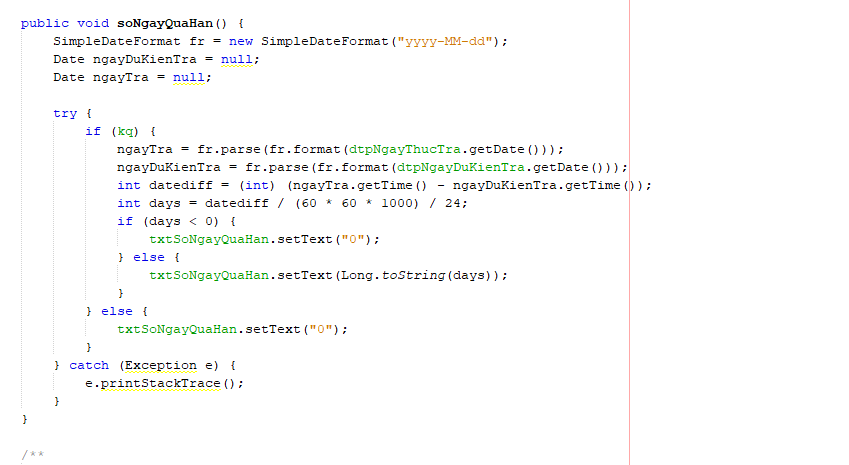 public void soNgayQuaHan() {
    SimpleDateFormat fr = new SimpleDateFormat("yyyy-MM-dd");
    Date ngayDuKienTra = null;
    Date ngayTra = null;

    try {
        if (kq) {
            ngayTra = fr.parse(fr.format(dtpNgayThucTra.getDate()));
            ngayDuKienTra = fr.parse(fr.format(dtpNgayDuKienTra.getDate()));
            int datediff = (int) (ngayTra.getTime() - ngayDuKienTra.getTime());
            int days = datediff / (60 * 60 * 1000) / 24;
            if (days < 0) {
                txtSoNgayQuaHan.setText("0");
            } else {
                txtSoNgayQuaHan.setText(Long.toString(days));
            }
        } else {
            txtSoNgayQuaHan.setText("0");
        }
    } catch (Exception e) {
        e.printStackTrace();
    }
}

/**